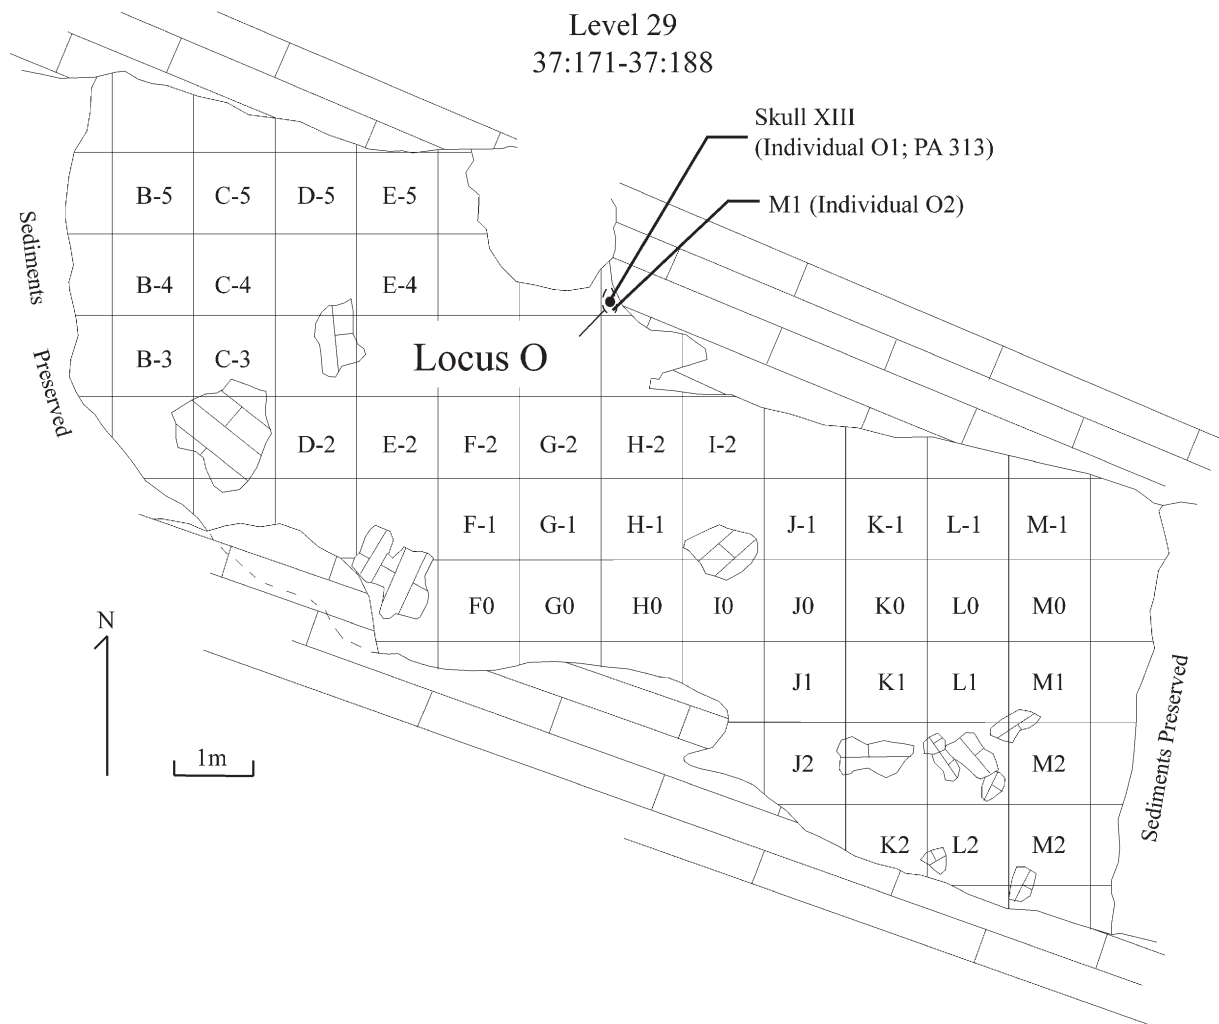 Level 29
37:171-37:188
Skull XIII
(Individual O1; PA 313)
M1 (Individual O2)
B-5 C-5 D-5 E-5
Sediments Preserved
B-4 C-4 E-4
B-3 C-3
Locus O
D-2 E-2 F-2 G-2 H-2 I-2
F-1 G-1 H-1 J-1 K-1 L-1 M-1
F0 G0 H0 I0 J0 K0 L0 M0
N
J1 K1 L1 M1
1m
J2 M2
Sediments Preserved
K2 L2 M2